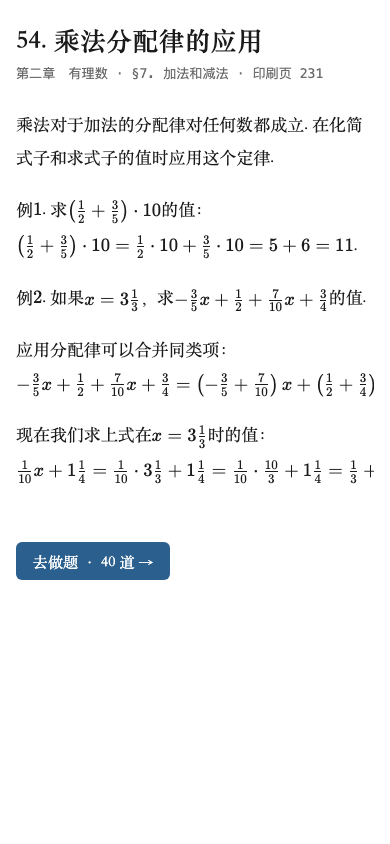 54. 乘法分配律的应用
第二章 有理数 · §7. 加法和减法 · 印刷页 231
乘法对于加法的分配律对任何数都成立. 在化简
式子和求式子的值时应用这个定律.
例1. 求(1/2 + 3/5) · 10的值:
(1/2 + 3/5) · 10 = 1/2 · 10 + 3/5 · 10 = 5 + 6 = 11.
例2. 如果x = 3 1/3, 求−3/5x + 1/2 + 7/10x + 3/4的值.
应用分配律可以合并同类项:
−3/5x + 1/2 + 7/10x + 3/4 = (−3/5 + 7/10) x + (1/2 + 3/4)
现在我们求上式在x = 3 1/3时的值:
1/10x + 1 1/4 = 1/10 · 3 1/3 + 1 1/4 = 1/10 · 10/3 + 1 1/4 = 1/3 +
去做题 · 40 道 →